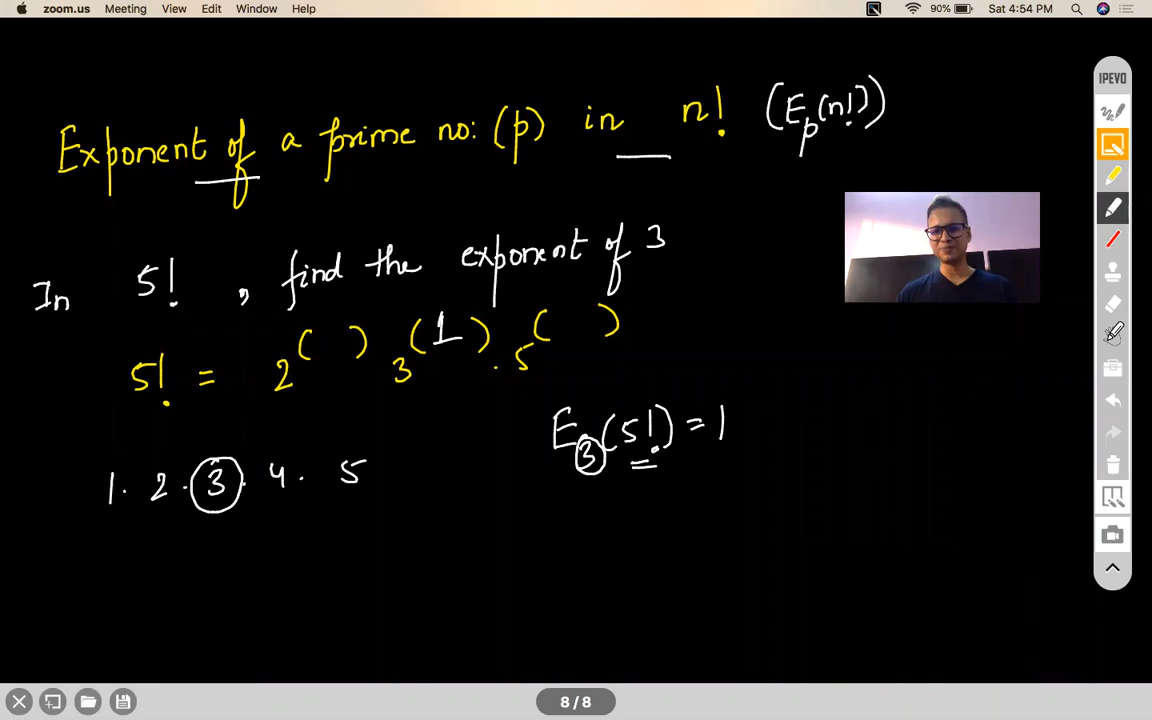 zoom.us Meeting View Edit Window Help 90% Sat 4:54 PM
IPEVO
Exponent of a prime no: (p) in n! (Ep(n!))
In 5! , find the exponent of 3
5! = 2^( ) 3^(1) . 5^( )
E3(5!) = 1
1. 2. 3. 4. 5
8 / 8